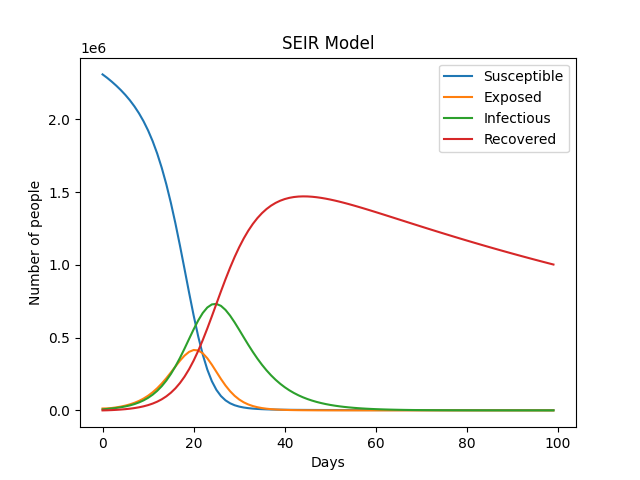 SEIR Model
1e6
Susceptible
Exposed
Infectious
Recovered
Number of people
2.0
1.5
1.0
0.5
0.0
0 20 40 60 80 100
Days